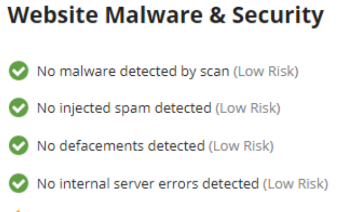 Website Malware & Security
No malware detected by scan (Low Risk)
No injected spam detected (Low Risk)
No defacements detected (Low Risk)
No internal server errors detected (Low Risk)